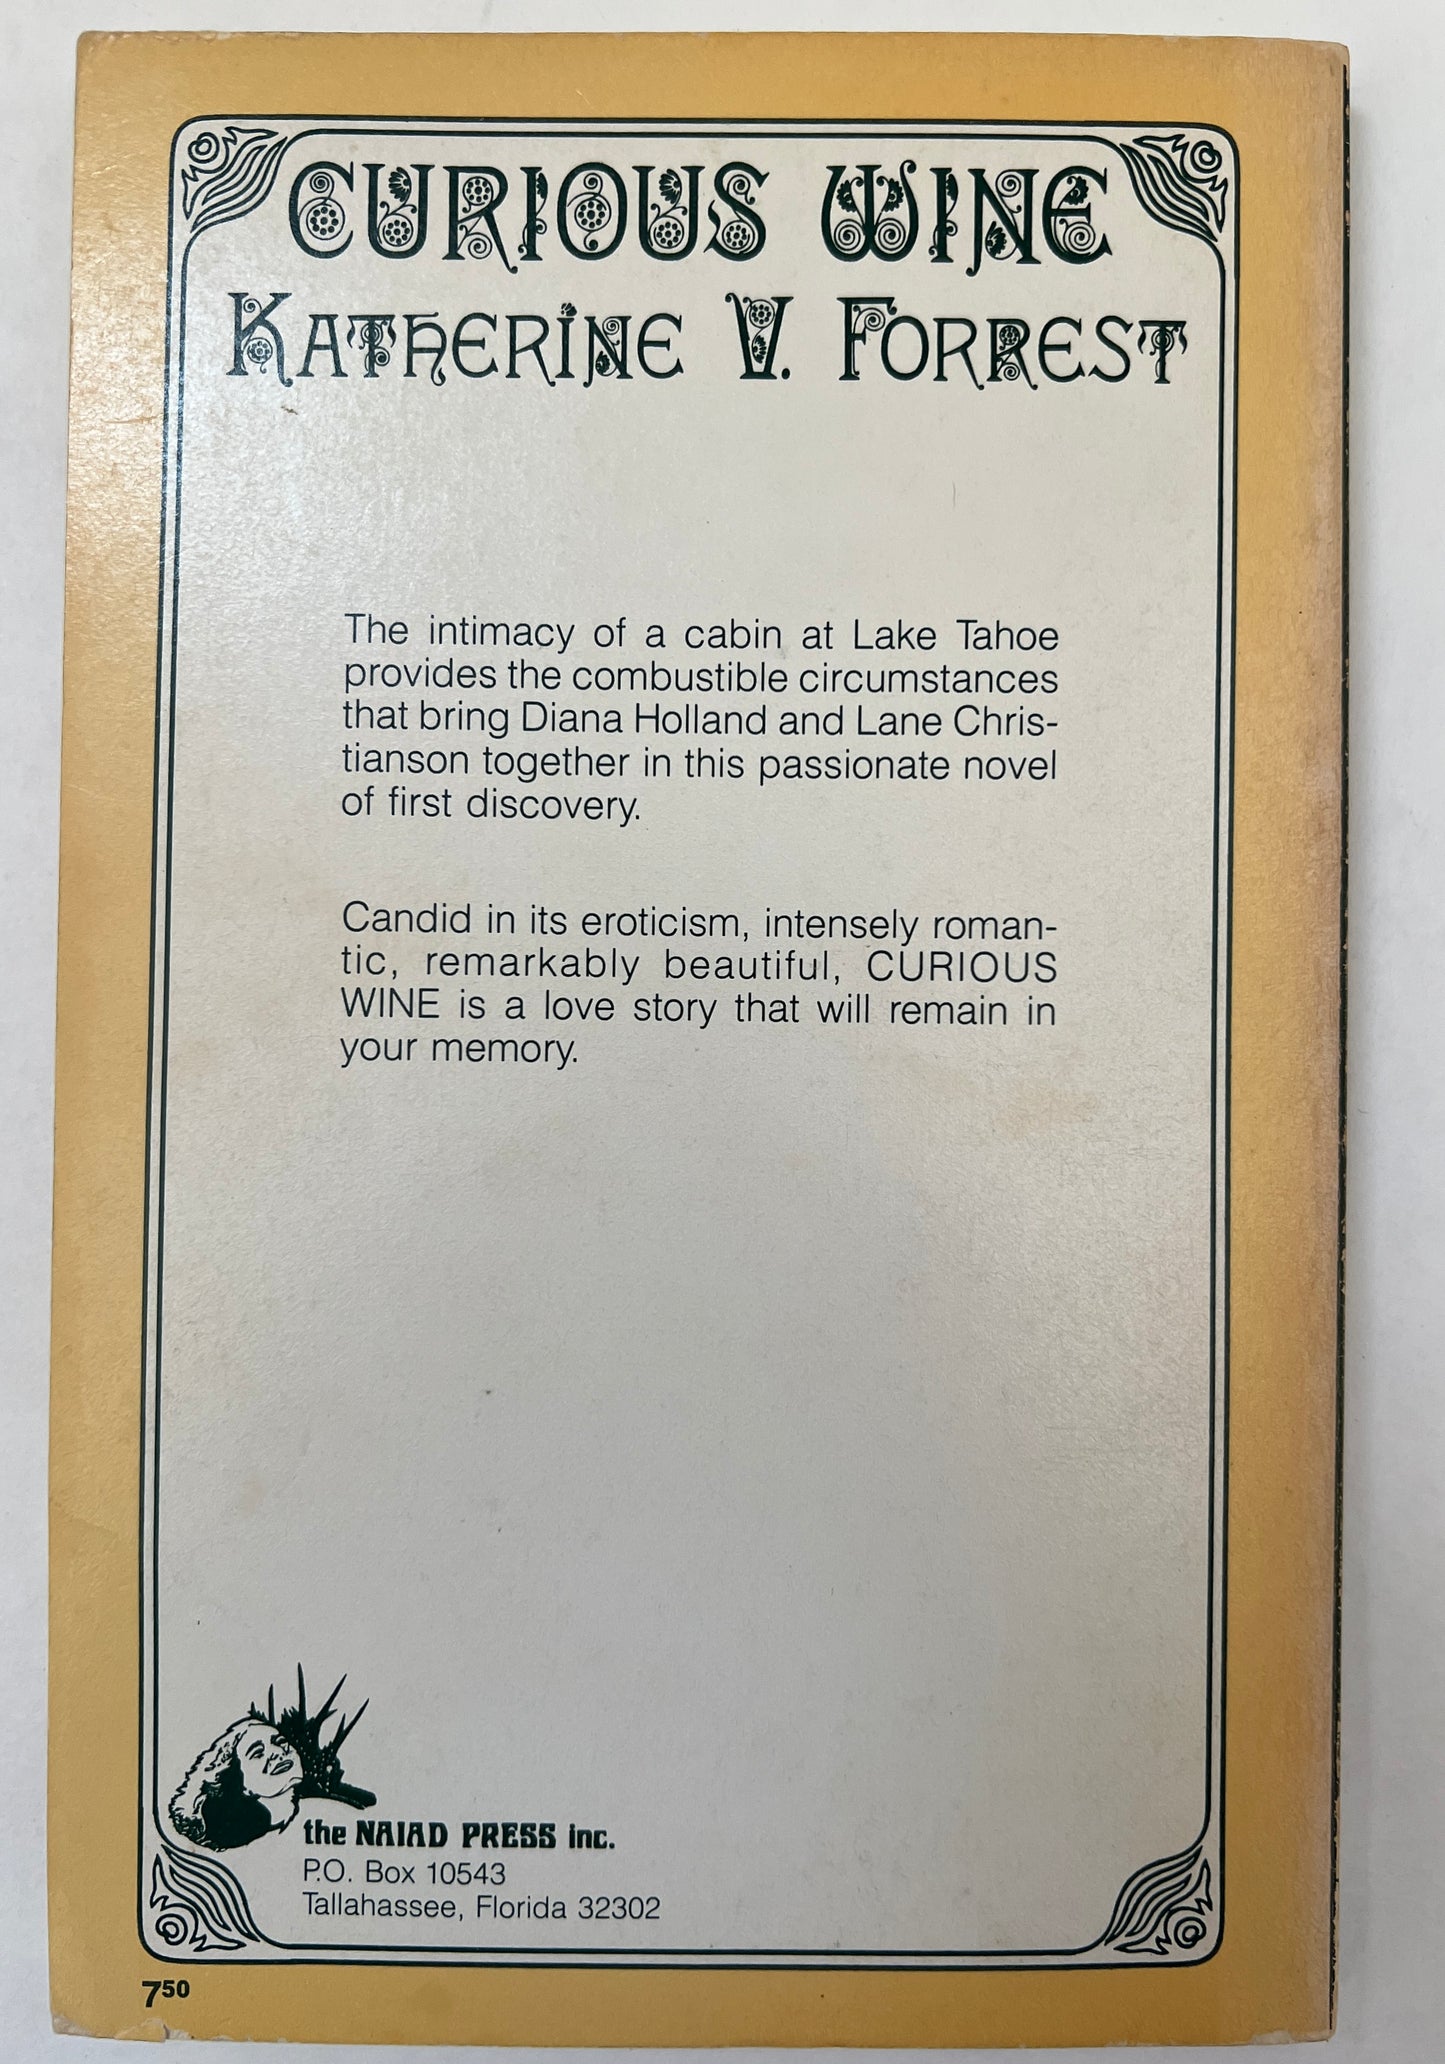 CURIOUS WINE
KATHERINE V. FORREST
The intimacy of a cabin at Lake Tahoe
provides the combustible circumstances
that bring Diana Holland and Lane Chris-
tianson together in this passionate novel
of first discovery.
Candid in its eroticism, intensely roman-
tic, remarkably beautiful, CURIOUS
WINE is a love story that will remain in
your memory.
the NAIAD PRESS inc.
P.O. Box 10543
Tallahassee, Florida 32302
750